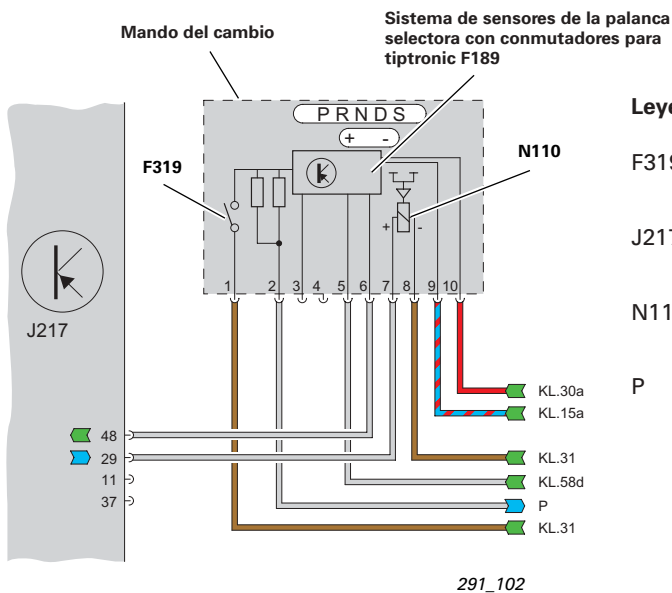 Mando del cambio
Sistema de sensores de la palanca
selectora con conmutadores para
tiptronic F189
P R N D S
+ -
F319
N110
+ -
1 2 3 4 5 6 7 8 9 10
J217
48
29
11
37
KL.30a
KL.15a
KL.31
KL.58d
P
KL.31
291_102
Leye
F319
J217
N11
P